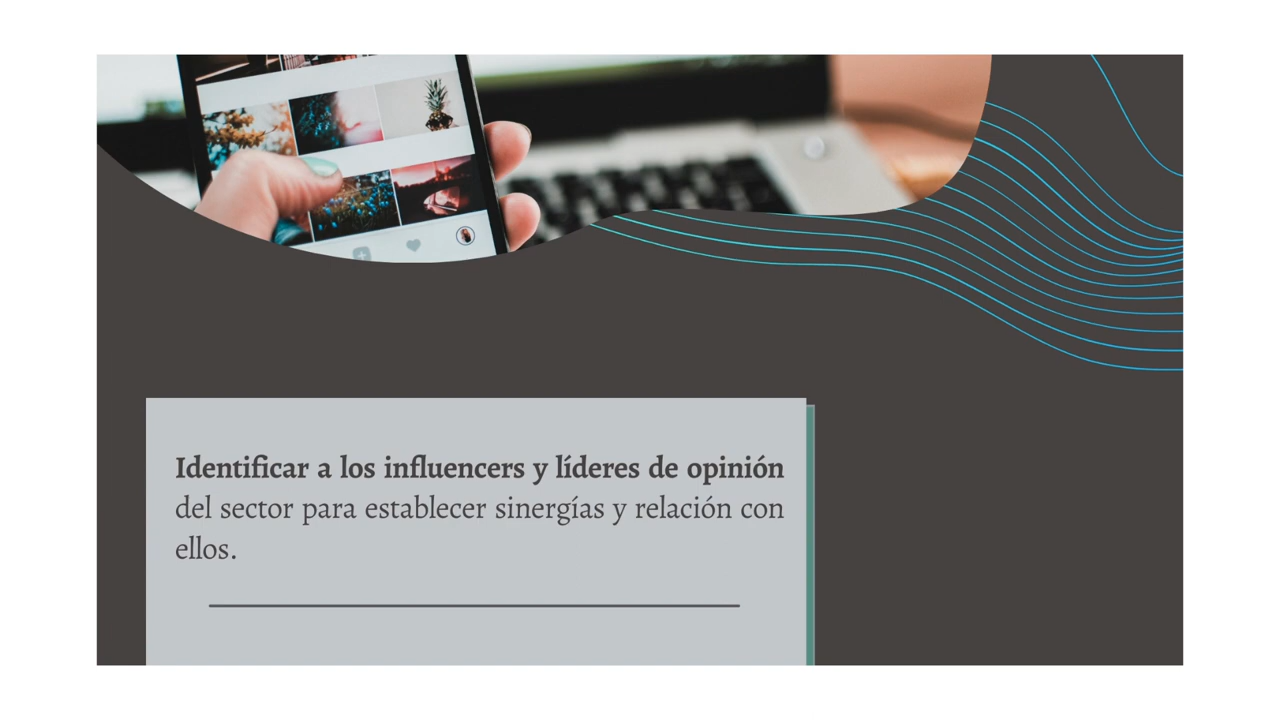 Identificar a los influencers y líderes de opinión
del sector para establecer sinergías y relación con
ellos.